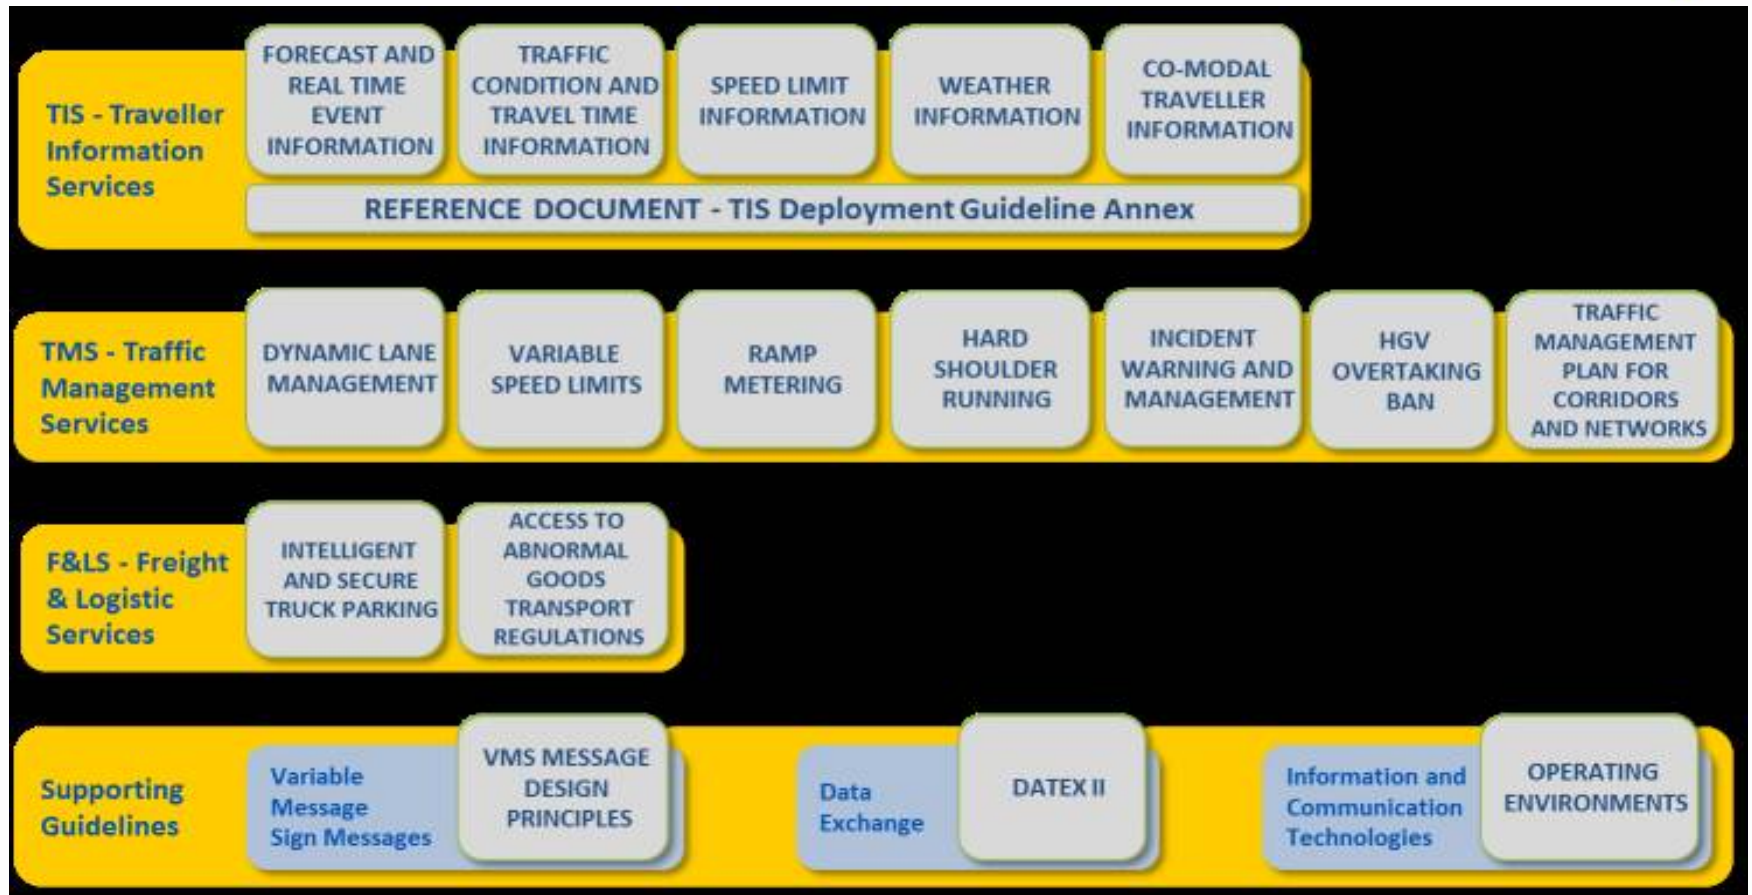 TIS - Traveller
Information
Services
FORECAST AND
REAL TIME
EVENT
INFORMATION
TRAFFIC
CONDITION AND
TRAVEL TIME
INFORMATION
SPEED LIMIT
INFORMATION
WEATHER
INFORMATION
CO-MODAL
TRAVELLER
INFORMATION
REFERENCE DOCUMENT - TIS Deployment Guideline Annex
TMS - Traffic
Management
Services
DYNAMIC LANE
MANAGEMENT
VARIABLE
SPEED LIMITS
RAMP
METERING
HARD
SHOULDER
RUNNING
INCIDENT
WARNING AND
MANAGEMENT
HGV
OVERTAKING
BAN
TRAFFIC
MANAGEMENT
PLAN FOR
CORRIDORS
AND NETWORKS
F&LS - Freight
& Logistic
Services
INTELLIGENT
AND SECURE
TRUCK PARKING
ACCESS TO
ABNORMAL
GOODS
TRANSPORT
REGULATIONS
Supporting
Guidelines
Variable
Message
Sign Messages
VMS MESSAGE
DESIGN
PRINCIPLES
Data
Exchange
DATEX II
Information and
Communication
Technologies
OPERATING
ENVIRONMENTS